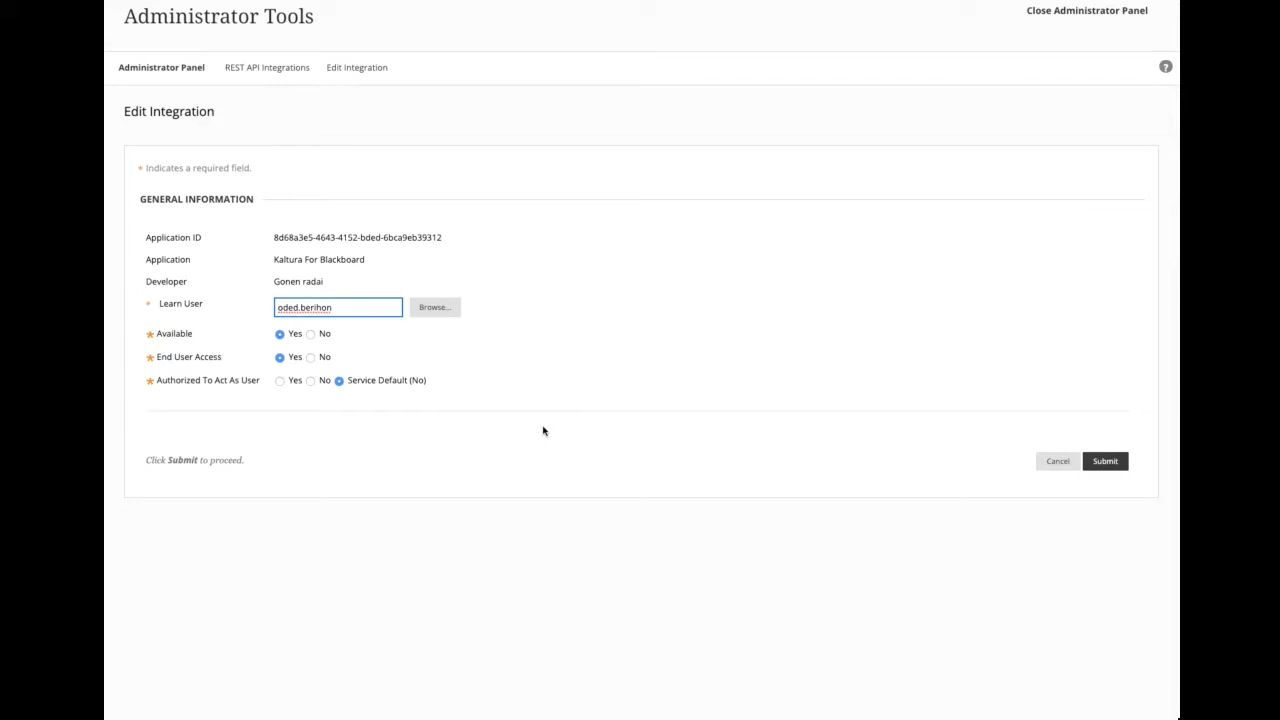 Administrator Tools
Close Administrator Panel
Administrator Panel REST API Integrations Edit Integration ?
Edit Integration
* Indicates a required field.
GENERAL INFORMATION
Application ID 8d68a3e5-4643-4152-bded-6bca9eb39312
Application Kaltura For Blackboard
Developer Gonen radai
* Learn User oded.berihon Browse...
* Available Yes No
* End User Access Yes No
* Authorized To Act As User Yes No Service Default (No)
Click Submit to proceed. Cancel Submit